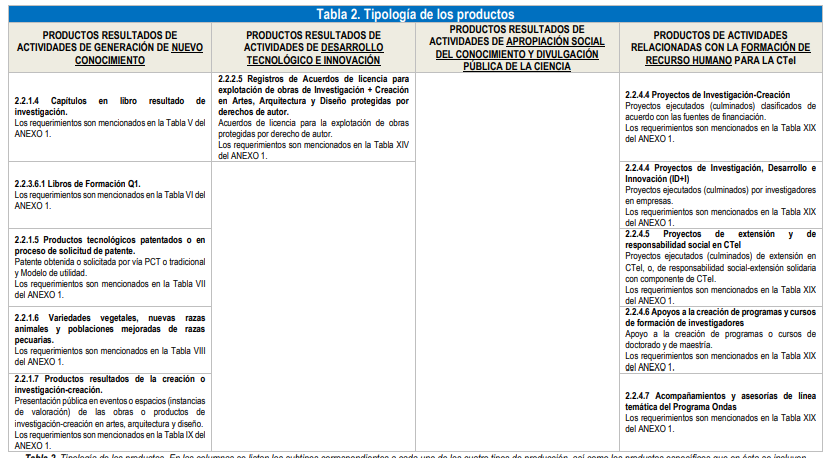 Tabla 2. Tipología de los productos
PRODUCTOS RESULTADOS DE
ACTIVIDADES DE GENERACIÓN DE NUEVO
CONOCIMIENTO
PRODUCTOS RESULTADOS DE
ACTIVIDADES DE DESARROLLO
TECNOLÓGICO E INNOVACIÓN
PRODUCTOS RESULTADOS DE
ACTIVIDADES DE APROPIACIÓN SOCIAL
DEL CONOCIMIENTO Y DIVULGACIÓN
PÚBLICA DE LA CIENCIA
PRODUCTOS DE ACTIVIDADES
RELACIONADAS CON LA FORMACIÓN DE
RECURSO HUMANO PARA LA CTeI
2.2.1.4 Capítulos en libro resultado de
investigación.
Los requerimientos son mencionados en la Tabla V del
ANEXO 1.
2.2.3.6.1 Libros de Formación Q1.
Los requerimientos son mencionados en la Tabla VI del
ANEXO 1.
2.2.1.5 Productos tecnológicos patentados o en
proceso de solicitud de patente.
Patente obtenida o solicitada por vía PCT o tradicional
y Modelo de utilidad.
Los requerimientos son mencionados en la Tabla VII
del ANEXO 1.
2.2.1.6 Variedades vegetales, nuevas razas
animales y poblaciones mejoradas de razas
pecuarias.
Los requerimientos son mencionados en la Tabla VIII
del ANEXO 1.
2.2.1.7 Productos resultados de la creación o
investigación-creación.
Presentación pública en eventos o espacios (instancias
de valoración) de las obras o productos de
investigación-creación en artes, arquitectura y diseño.
Los requerimientos son mencionados en la Tabla IX del
ANEXO 1.
2.2.2.5 Registros de Acuerdos de licencia para
explotación de obras de Investigación + Creación
en Artes, Arquitectura y Diseño protegidas por
derechos de autor.
Acuerdos de licencia para la explotación de obras
protegidas por derecho de autor.
Los requerimientos son mencionados en la Tabla XIV
del ANEXO 1.
2.2.4.4 Proyectos de Investigación-Creación
Proyectos ejecutados (culminados) clasificados de
acuerdo con las fuentes de financiación.
Los requerimientos son mencionados en la Tabla XIX
del ANEXO 1.
2.2.4.4 Proyectos de Investigación, Desarrollo e
Innovación (ID+I)
Proyectos ejecutados (culminados) por investigadores
en empresas.
Los requerimientos son mencionados en la Tabla XIX
del ANEXO 1.
2.2.4.5 Proyectos de extensión y de
responsabilidad social en CTeI
Proyectos ejecutados (culminados) de extensión en
CTeI, o, de responsabilidad social-extensión solidaria
con componente de CTeI.
Los requerimientos son mencionados en la Tabla XIX
del ANEXO 1.
2.2.4.6 Apoyos a la creación de programas y cursos
de formación de investigadores
Apoyo a la creación de programas o cursos de
doctorado y de maestría.
Los requerimientos son mencionados en la Tabla XIX
del ANEXO 1.
2.2.4.7 Acompañamientos y asesorías de línea
temática del Programa Ondas
Los requerimientos son mencionados en la Tabla XIX
del ANEXO 1.
Tabla 2. Tipología de los productos. En las columnas se listan los subtipos correspondientes a cada uno de los cuatro tipos de producción, así como los productos específicos que en ésta se incluyen.